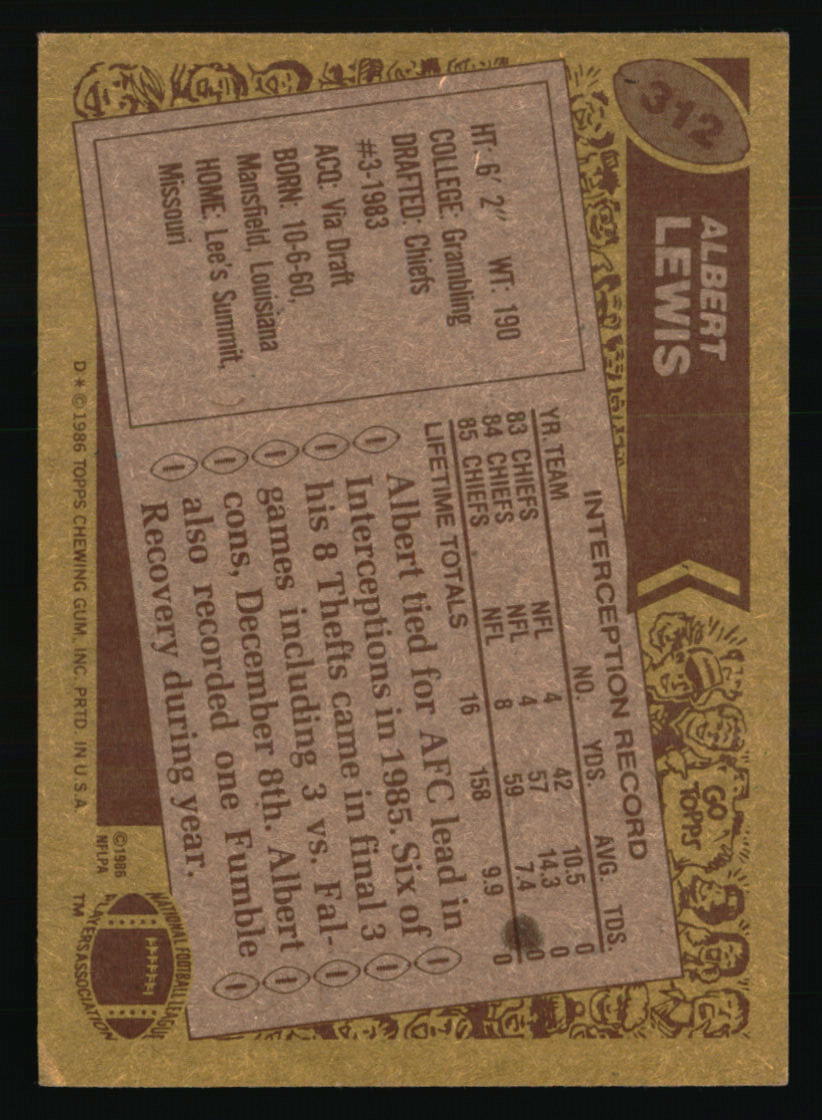 312
ALBERT
LEWIS
GO
TOPPS
HT: 6' 2" WT: 190
COLLEGE: Grambling
DRAFTED: Chiefs
#3-1983
ACQ: Via Draft
BORN: 10-6-60,
Mansfield, Louisiana
HOME: Lee's Summit,
Missouri
INTERCEPTION RECORD
YR. TEAM NO. YDS. AVG. TDS.
83 CHIEFS NFL 4 42 10.5 0
84 CHIEFS NFL 4 57 14.3 0
85 CHIEFS NFL 8 59 7.4 0
LIFETIME TOTALS 16 158 9.9 0
Albert tied for AFC lead in
Interceptions in 1985. Six of
his 8 Thefts came in final 3
games including 3 vs. Fal-
cons, December 8th. Albert
also recorded one Fumble
Recovery during year.
D * © 1986 TOPPS CHEWING GUM, INC. PRTD. IN U.S.A.
© 1986
NFLPA
NATIONAL FOOTBALL LEAGUE
PLAYERS ASSOCIATION
TM